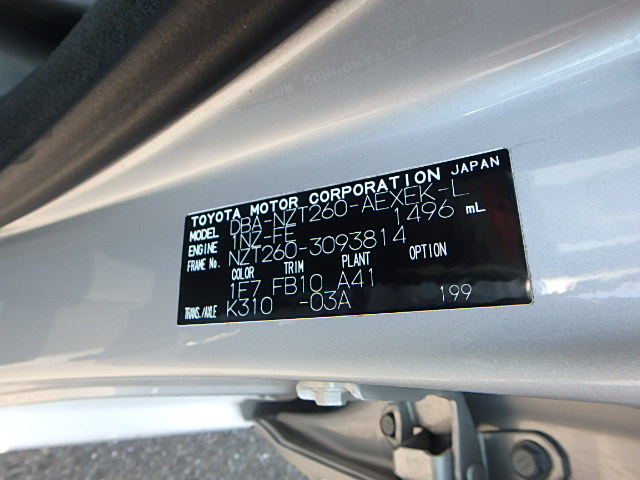 TOYOTA MOTOR CORPORATION JAPAN
MODEL DBA-NZT260-AEXEK-L
ENGINE 1NZ-FE 1496 mL
FRAME No. NZT260-3093814
COLOR TRIM PLANT OPTION
1F7 FB10 A41
TRANS./AXLE K310 -03A 199